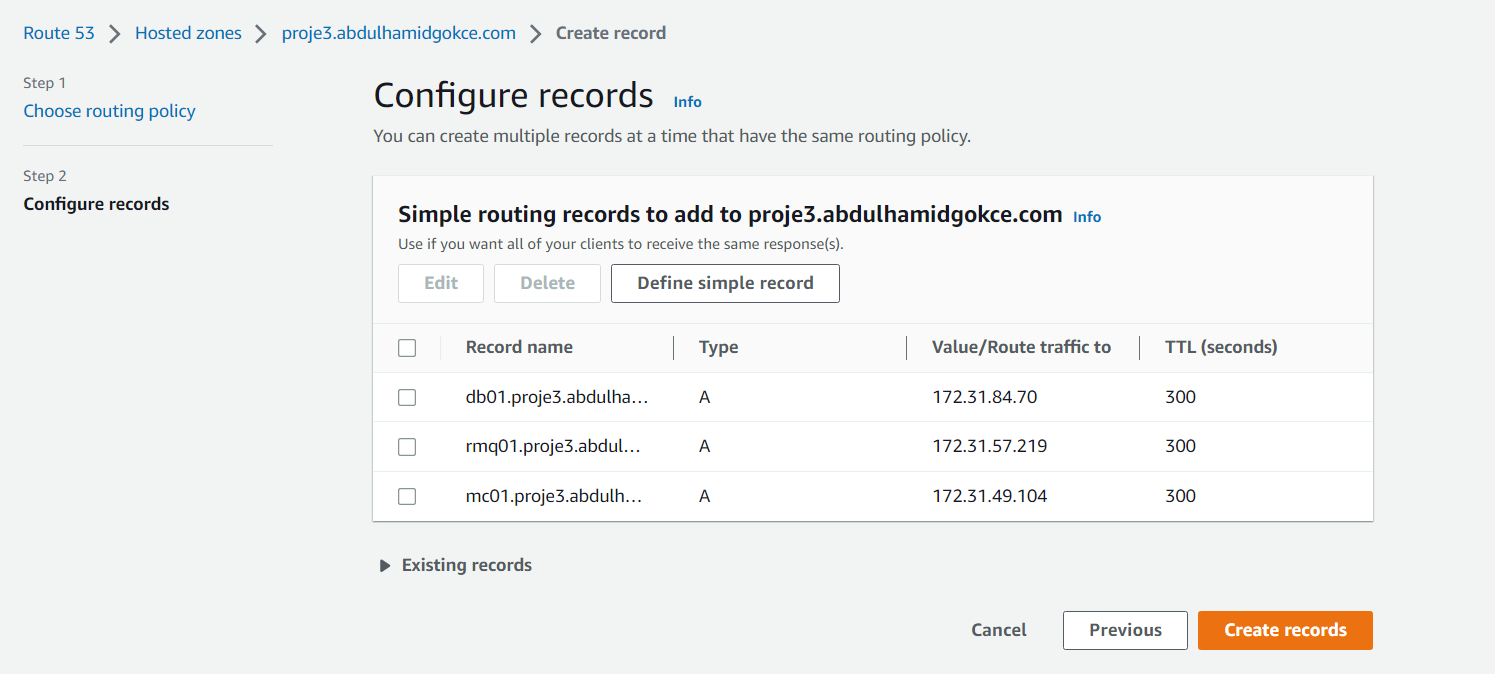 Route 53 > Hosted zones > proje3.abdulhamidgokce.com > Create record
Step 1
Choose routing policy
Step 2
Configure records
Configure records Info
You can create multiple records at a time that have the same routing policy.
Simple routing records to add to proje3.abdulhamidgokce.com Info
Use if you want all of your clients to receive the same response(s).
Edit Delete Define simple record
Record name Type Value/Route traffic to TTL (seconds)
db01.proje3.abdulha... A 172.31.84.70 300
rmq01.proje3.abdul... A 172.31.57.219 300
mc01.proje3.abdulh... A 172.31.49.104 300
Existing records
Cancel Previous Create records